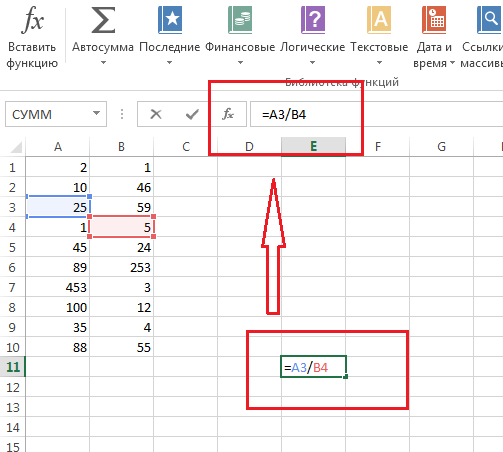 fx Σ A
Вставить функцию
Автосумма
Последние
Финансовые
Логические
Текстовые
Дата и время
Библиотека функций
СУММ fx =A3/B4
A B C D E F G
1 2 1
2 10 46
3 25 59
4 1 5
5 45 24
6 89 253
7 453 3
8 100 12
9 35 4
10 88 55
11 =A3/B4
12
13
14
15